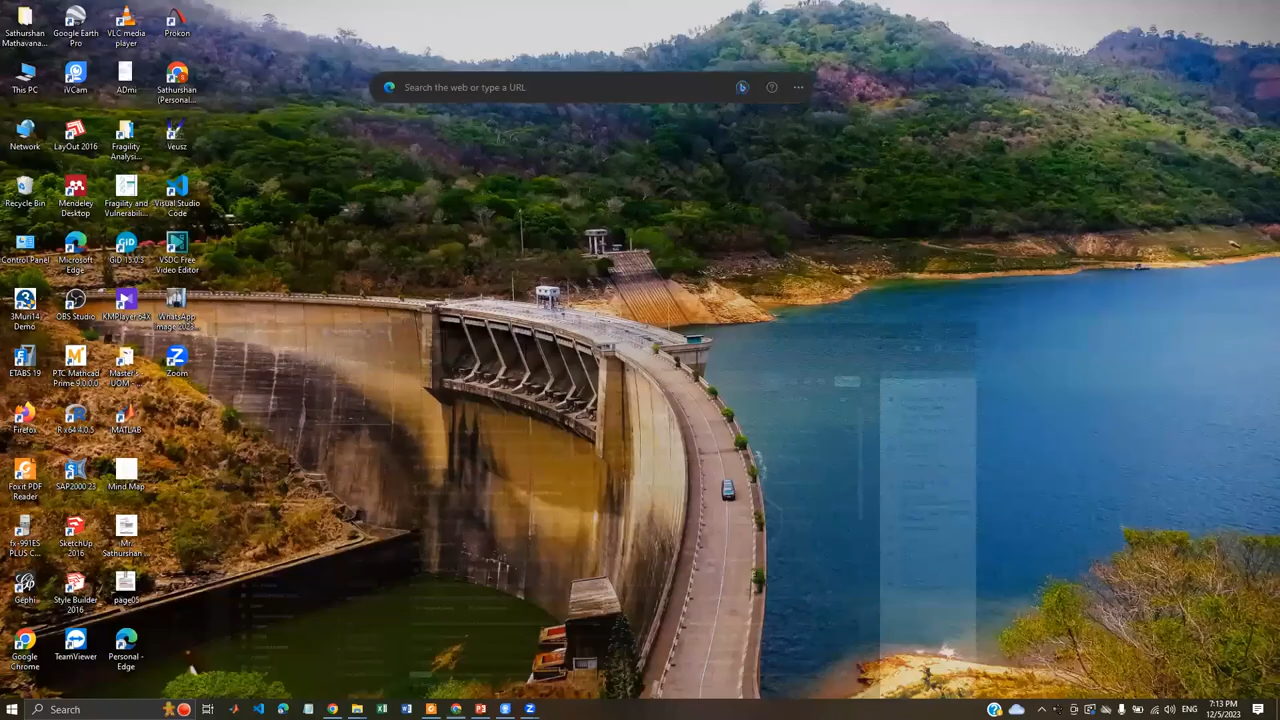 Search the web or type a URL
Sathurshan
Mathavana...
Google Earth
Pro
VLC media
player
Prokon
This PC
iVCam
ADmi
Sathurshan
(Personal...
Network
LayOut 2016
Fragility
Analysi...
Veusz
Recycle Bin
Mendeley
Desktop
Fragility and
Vulnerabili...
Visual Studio
Code
Control Panel
Microsoft
Edge
GiD 15.0.3
VSDC Free
Video Editor
3Muri14
Demo
OBS Studio
KMPlayer 64X
WhatsApp
Image 2023...
ETABS 19
PTC Mathcad
Prime 9.0.0.0
Master's -
UOM - ...
Zoom
Firefox
R x64 4.0.5
MATLAB
Foxit PDF
Reader
SAP2000 23
Mind Map
fx-991ES
PLUS C...
SketchUp
2016
Mr.
Sathurshan ...
Gephi
Style Builder
2016
page05
Google
Chrome
TeamViewer
Personal -
Edge
Search
ENG
7:13 PM
12/5/2023